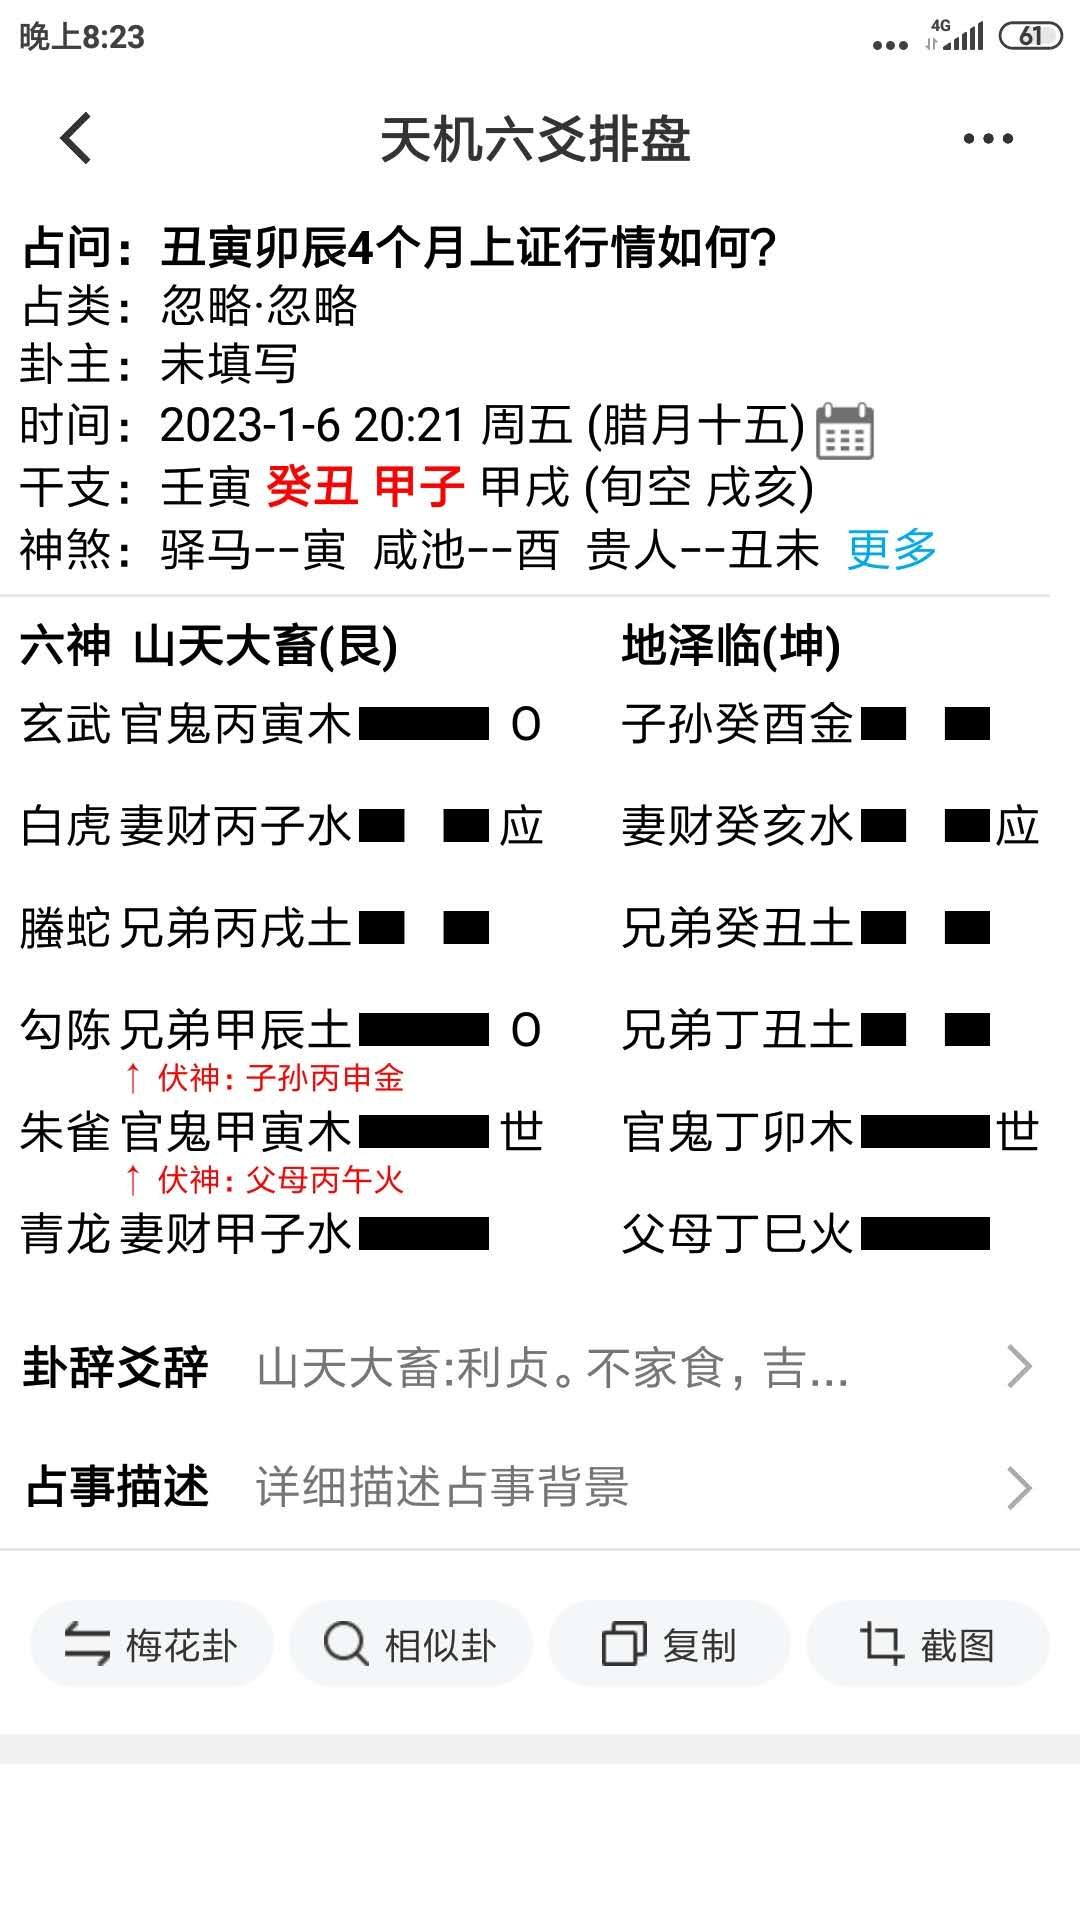 晚上8:23
4G
61
天机六爻排盘
占问：丑寅卯辰4个月上证行情如何?
占类：忽略·忽略
卦主：未填写
时间：2023-1-6 20:21 周五 (腊月十五)
干支：壬寅 癸丑 甲子 甲戌 (旬空 戌亥)
神煞：驿马--寅 咸池--酉 贵人--丑未 更多
六神 山天大畜(艮) 地泽临(坤)
玄武 官鬼丙寅木 O 子孙癸酉金
白虎 妻财丙子水 应 妻财癸亥水 应
螣蛇 兄弟丙戌土 兄弟癸丑土
勾陈 兄弟甲辰土 O 兄弟丁丑土
↑ 伏神：子孙丙申金
朱雀 官鬼甲寅木 世 官鬼丁卯木 世
↑ 伏神：父母丙午火
青龙 妻财甲子水 父母丁巳火
卦辞爻辞 山天大畜:利贞。不家食，吉...
占事描述 详细描述占事背景
梅花卦 相似卦 复制 截图